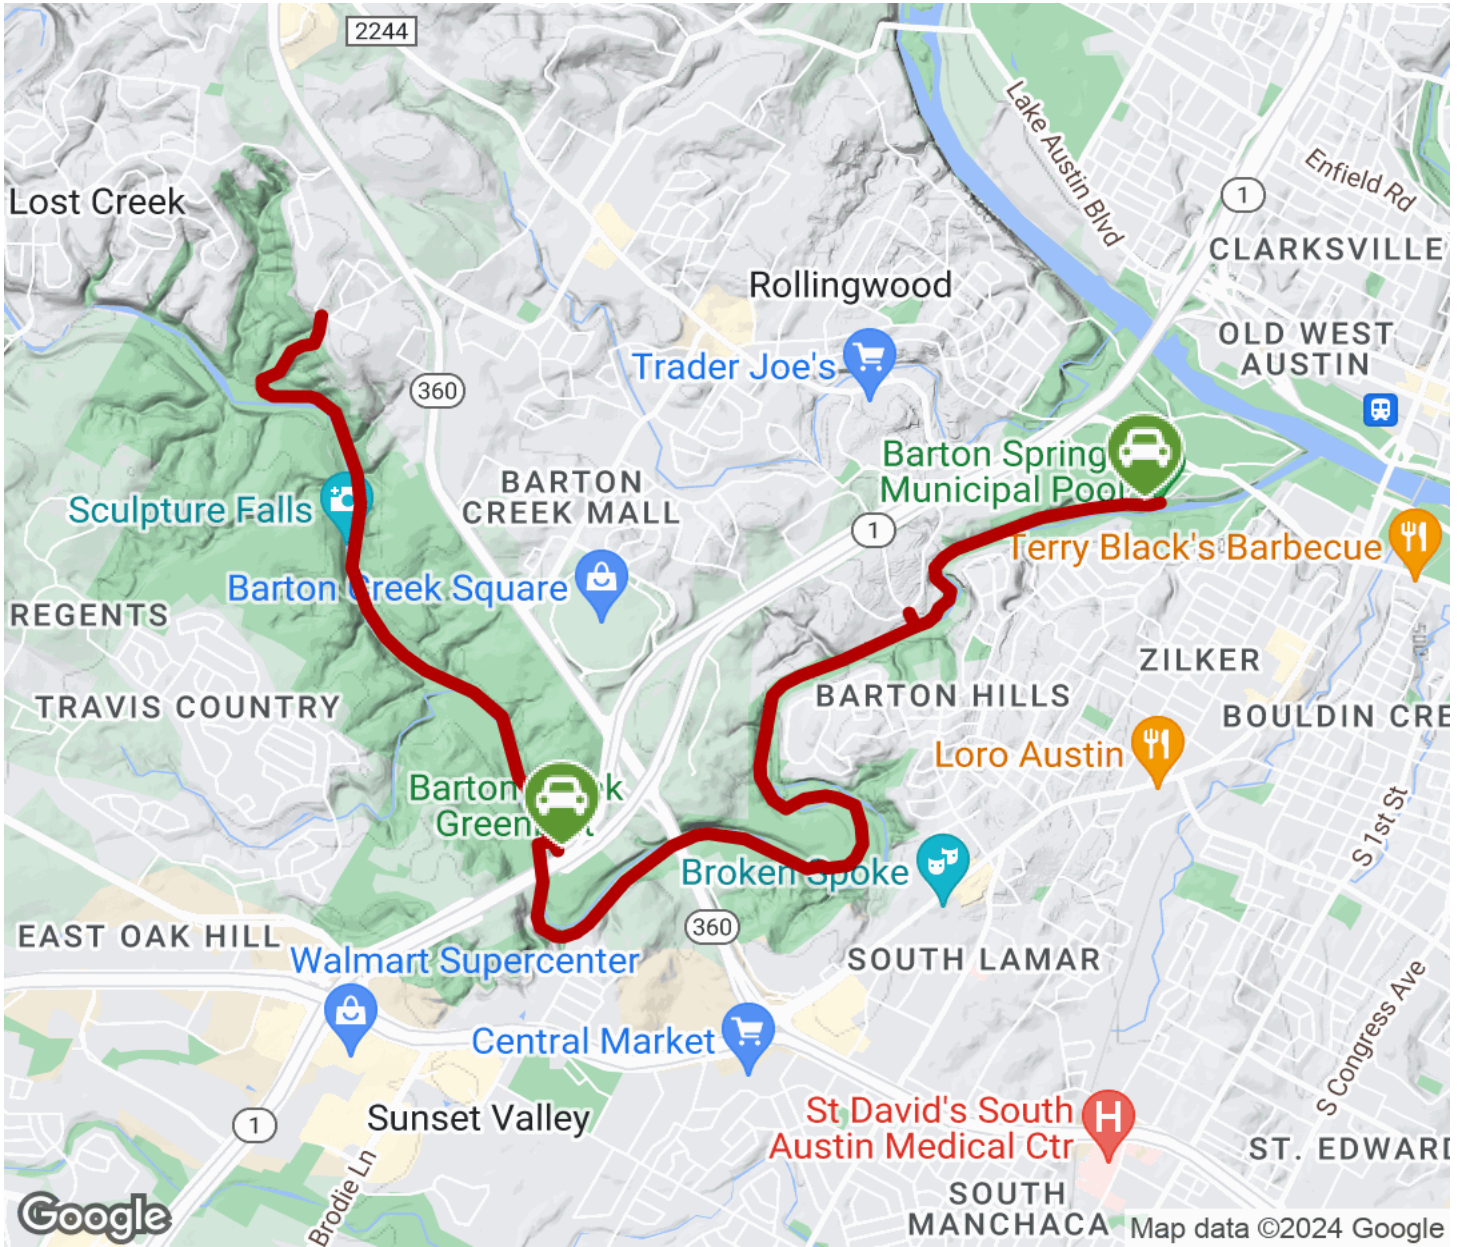 2244
Lake Austin Blvd
1
Enfield Rd
Lost Creek
CLARKSVILLE
Rollingwood
OLD WEST
AUSTIN
Trader Joe's
360
Barton Spring
Municipal Pool
BARTON
CREEK MALL
Sculpture Falls
1
Terry Black's Barbecue
Barton Creek Square
REGENTS
ZILKER
BARTON HILLS
TRAVIS COUNTRY
BOULDIN CRE
Loro Austin
Barton
k
Green
t
S 1st St
Broken Spoke
360
EAST OAK HILL
Walmart Supercenter
SOUTH LAMAR
Central Market
S Congress Ave
Sunset Valley
1
St David's South
Austin Medical Ctr
H
ST. EDWARD
Brodie Ln
SOUTH
MANCHACA
Google
Map data ©2024 Google